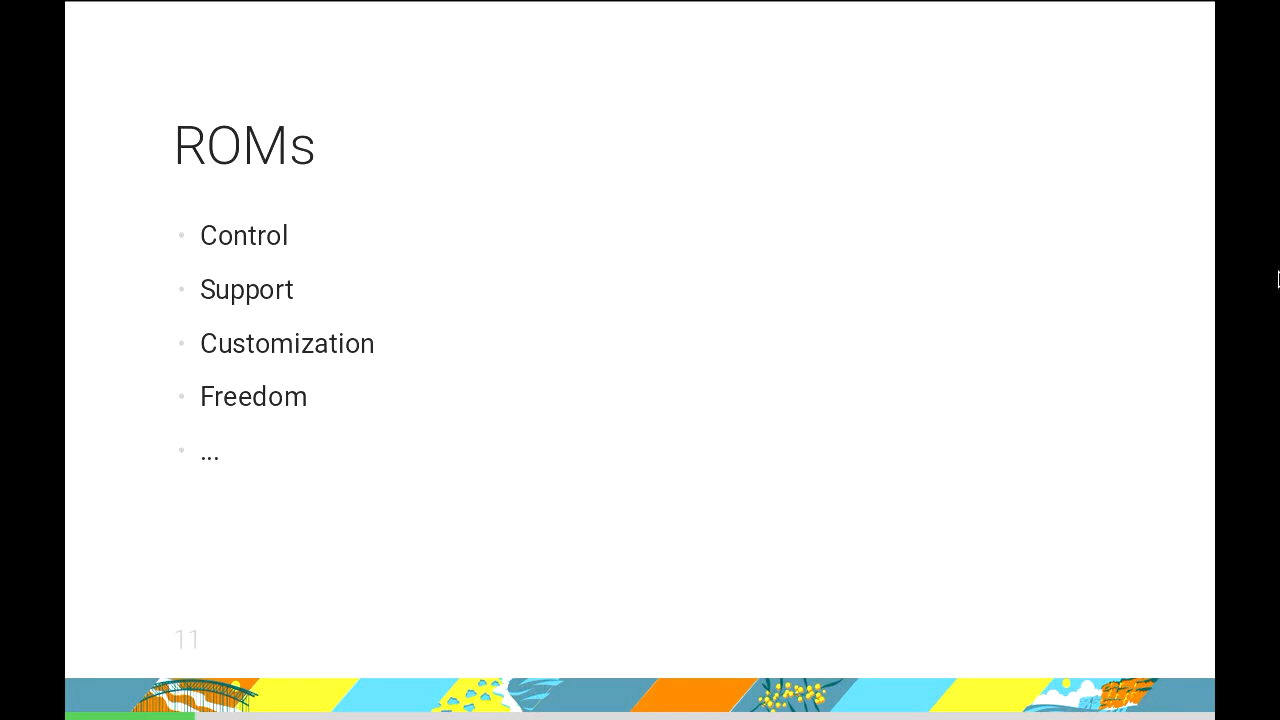 ROMs
• Control
• Support
• Customization
• Freedom
• ...
11